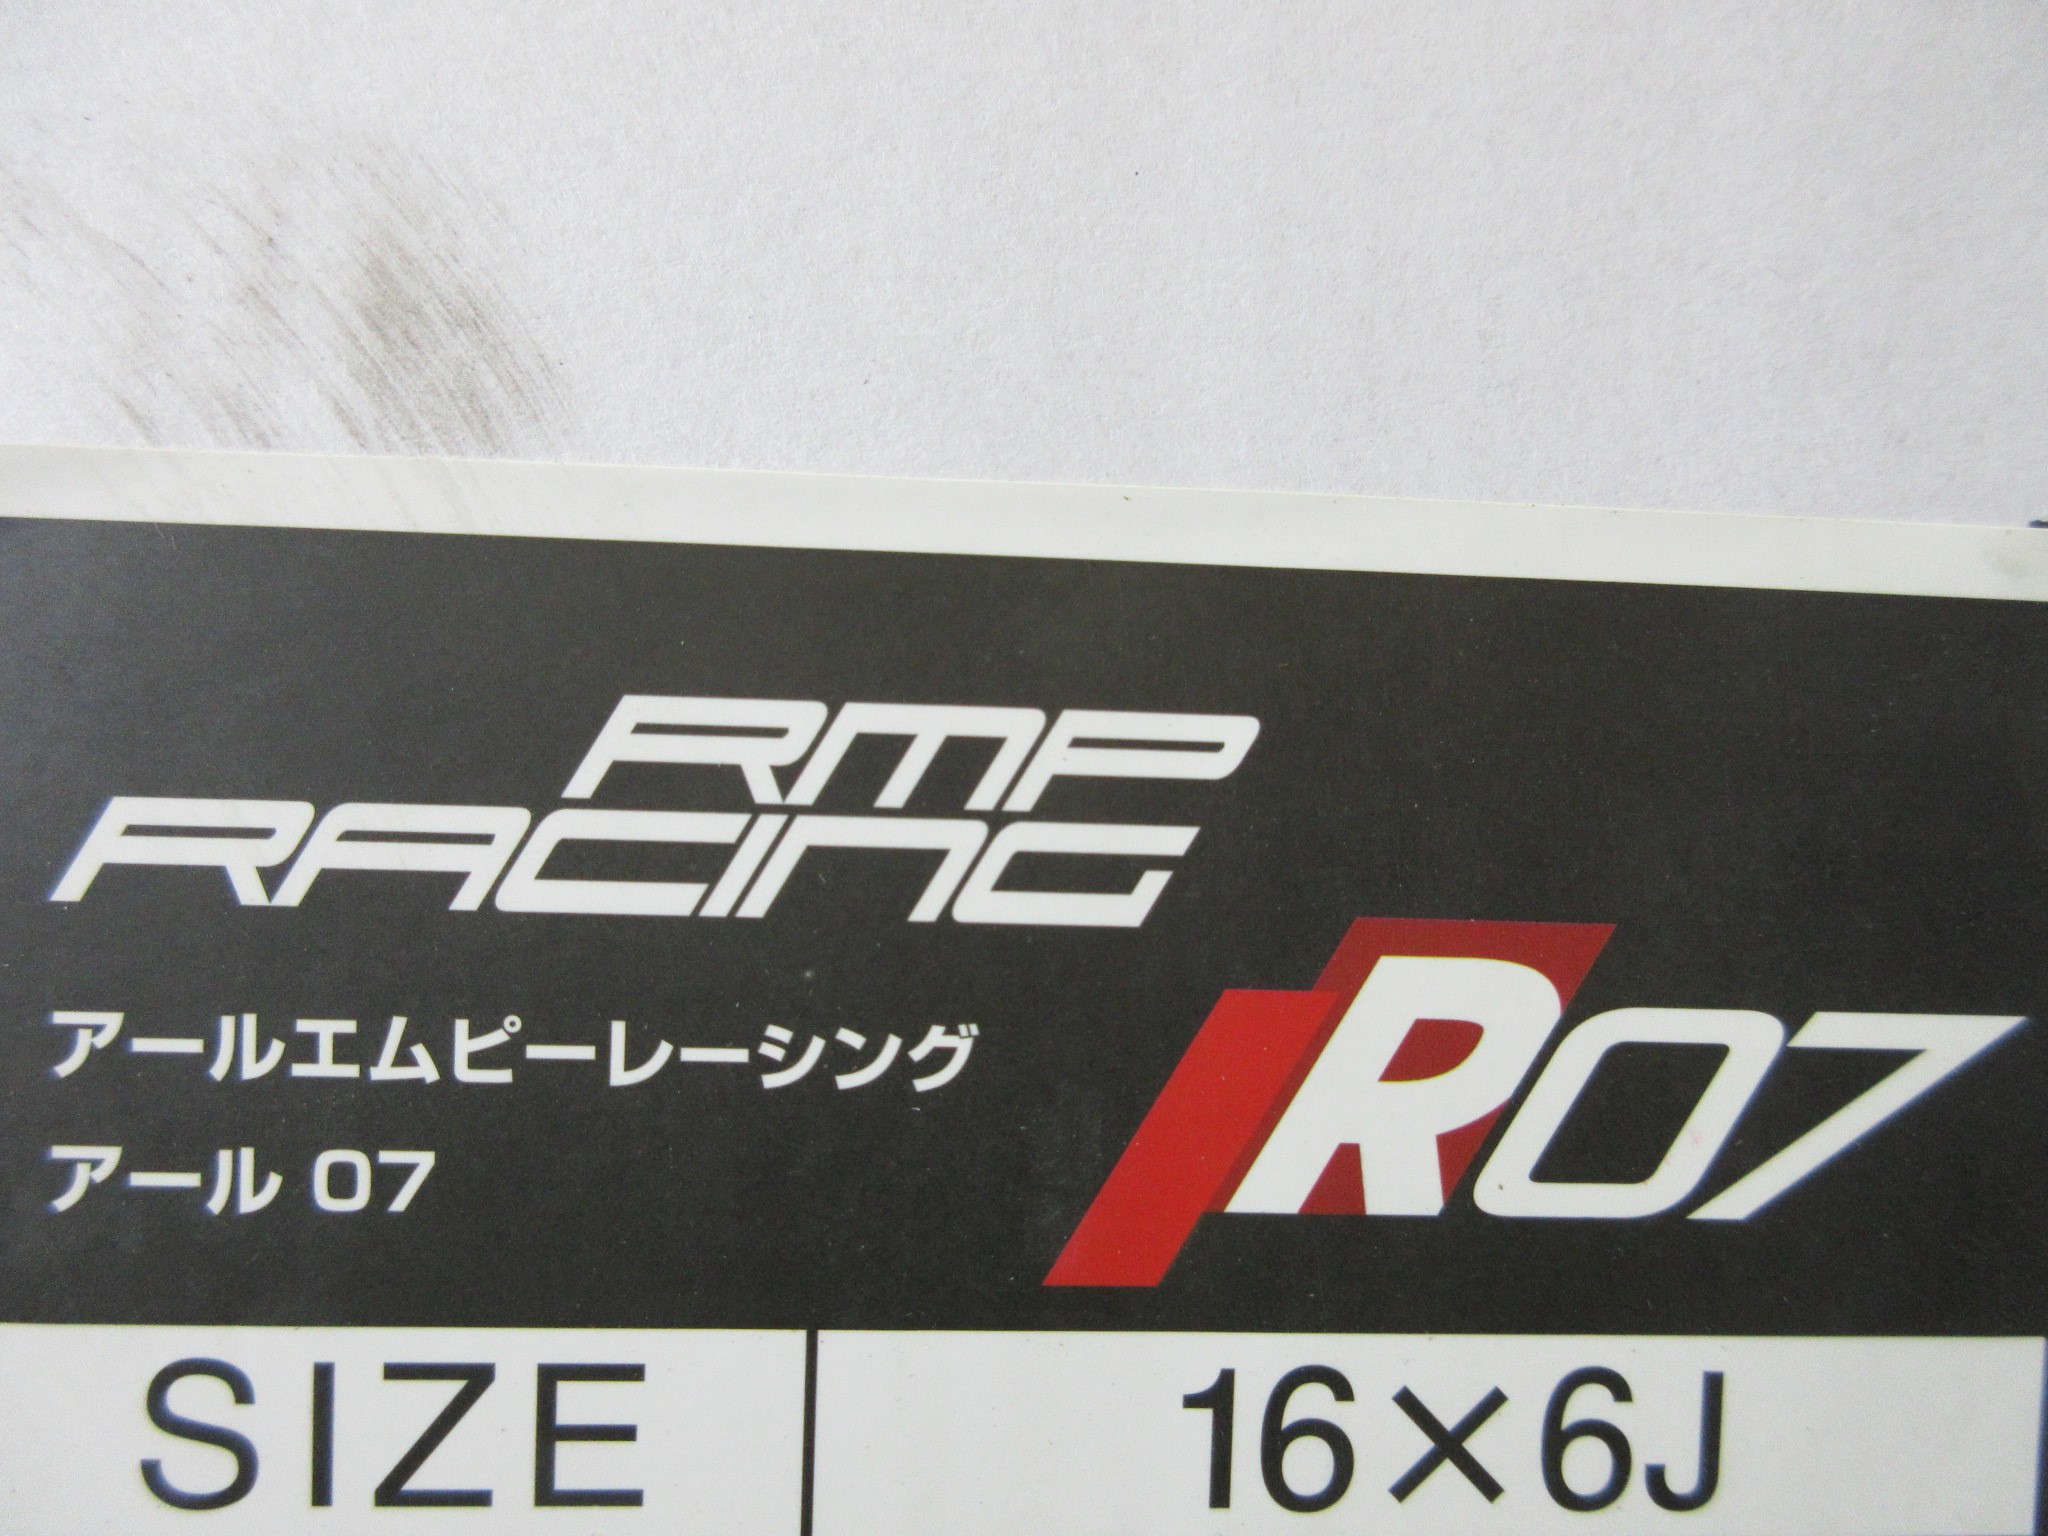 RMP
RACING
アールエムピーレーシング
アール 07
R07
SIZE 16×6J